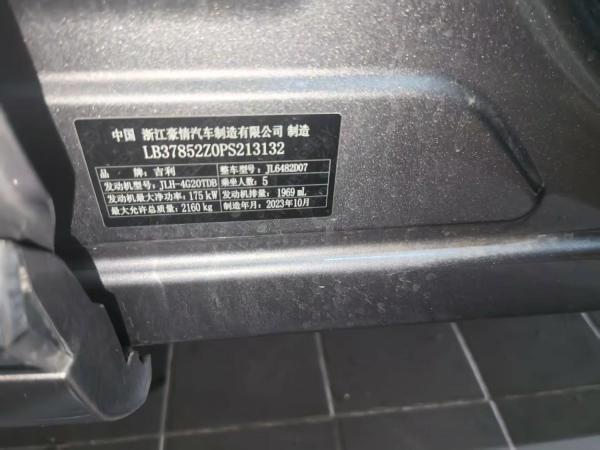 中国 浙江豪情汽车制造有限公司 制造
LB37852Z0PS213132
品 牌：吉利 整车型号：JL6482D07
发动机型号：JLH-4G20TDB 乘坐人数：5
发动机最大净功率：175 kW 发动机排量：1969 mL
最大允许总质量：2160 kg 制造年月：2023年10月